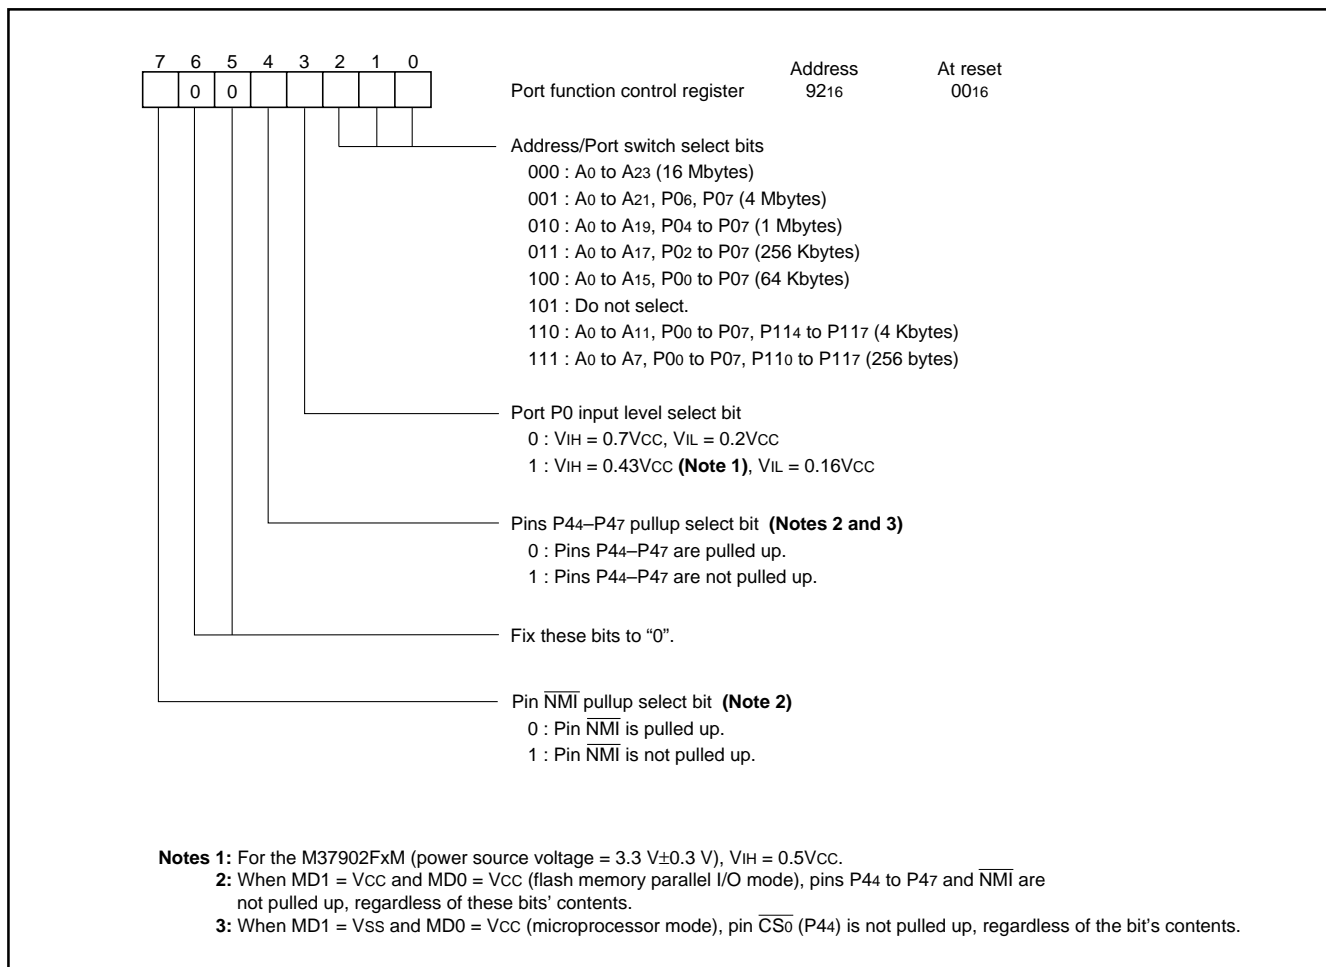 7 6 5 4 3 2 1 0
0 0
Port function control register
Address
9216
At reset
0016
Address/Port switch select bits
000 : A0 to A23 (16 Mbytes)
001 : A0 to A21, P06, P07 (4 Mbytes)
010 : A0 to A19, P04 to P07 (1 Mbytes)
011 : A0 to A17, P02 to P07 (256 Kbytes)
100 : A0 to A15, P00 to P07 (64 Kbytes)
101 : Do not select.
110 : A0 to A11, P00 to P07, P114 to P117 (4 Kbytes)
111 : A0 to A7, P00 to P07, P110 to P117 (256 bytes)
Port P0 input level select bit
0 : VIH = 0.7VCC, VIL = 0.2VCC
1 : VIH = 0.43VCC (Note 1), VIL = 0.16VCC
Pins P44–P47 pullup select bit (Notes 2 and 3)
0 : Pins P44–P47 are pulled up.
1 : Pins P44–P47 are not pulled up.
Fix these bits to “0”.
Pin NMI pullup select bit (Note 2)
0 : Pin NMI is pulled up.
1 : Pin NMI is not pulled up.
Notes 1: For the M37902FxM (power source voltage = 3.3 V±0.3 V), VIH = 0.5VCC.
2: When MD1 = VCC and MD0 = VCC (flash memory parallel I/O mode), pins P44 to P47 and NMI are
not pulled up, regardless of these bits’ contents.
3: When MD1 = VSS and MD0 = VCC (microprocessor mode), pin CS0 (P44) is not pulled up, regardless of the bit’s contents.